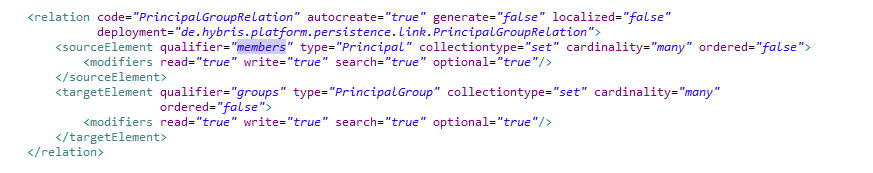 <relation code="PrincipalGroupRelation" autocreate="true" generate="false" localized="false"
deployment="de.hybris.platform.persistence.link.PrincipalGroupRelation">
<sourceElement qualifier="members" type="Principal" collectiontype="set" cardinality="many" ordered="false">
<modifiers read="true" write="true" search="true" optional="true"/>
</sourceElement>
<targetElement qualifier="groups" type="PrincipalGroup" collectiontype="set" cardinality="many"
ordered="false">
<modifiers read="true" write="true" search="true" optional="true"/>
</targetElement>
</relation>